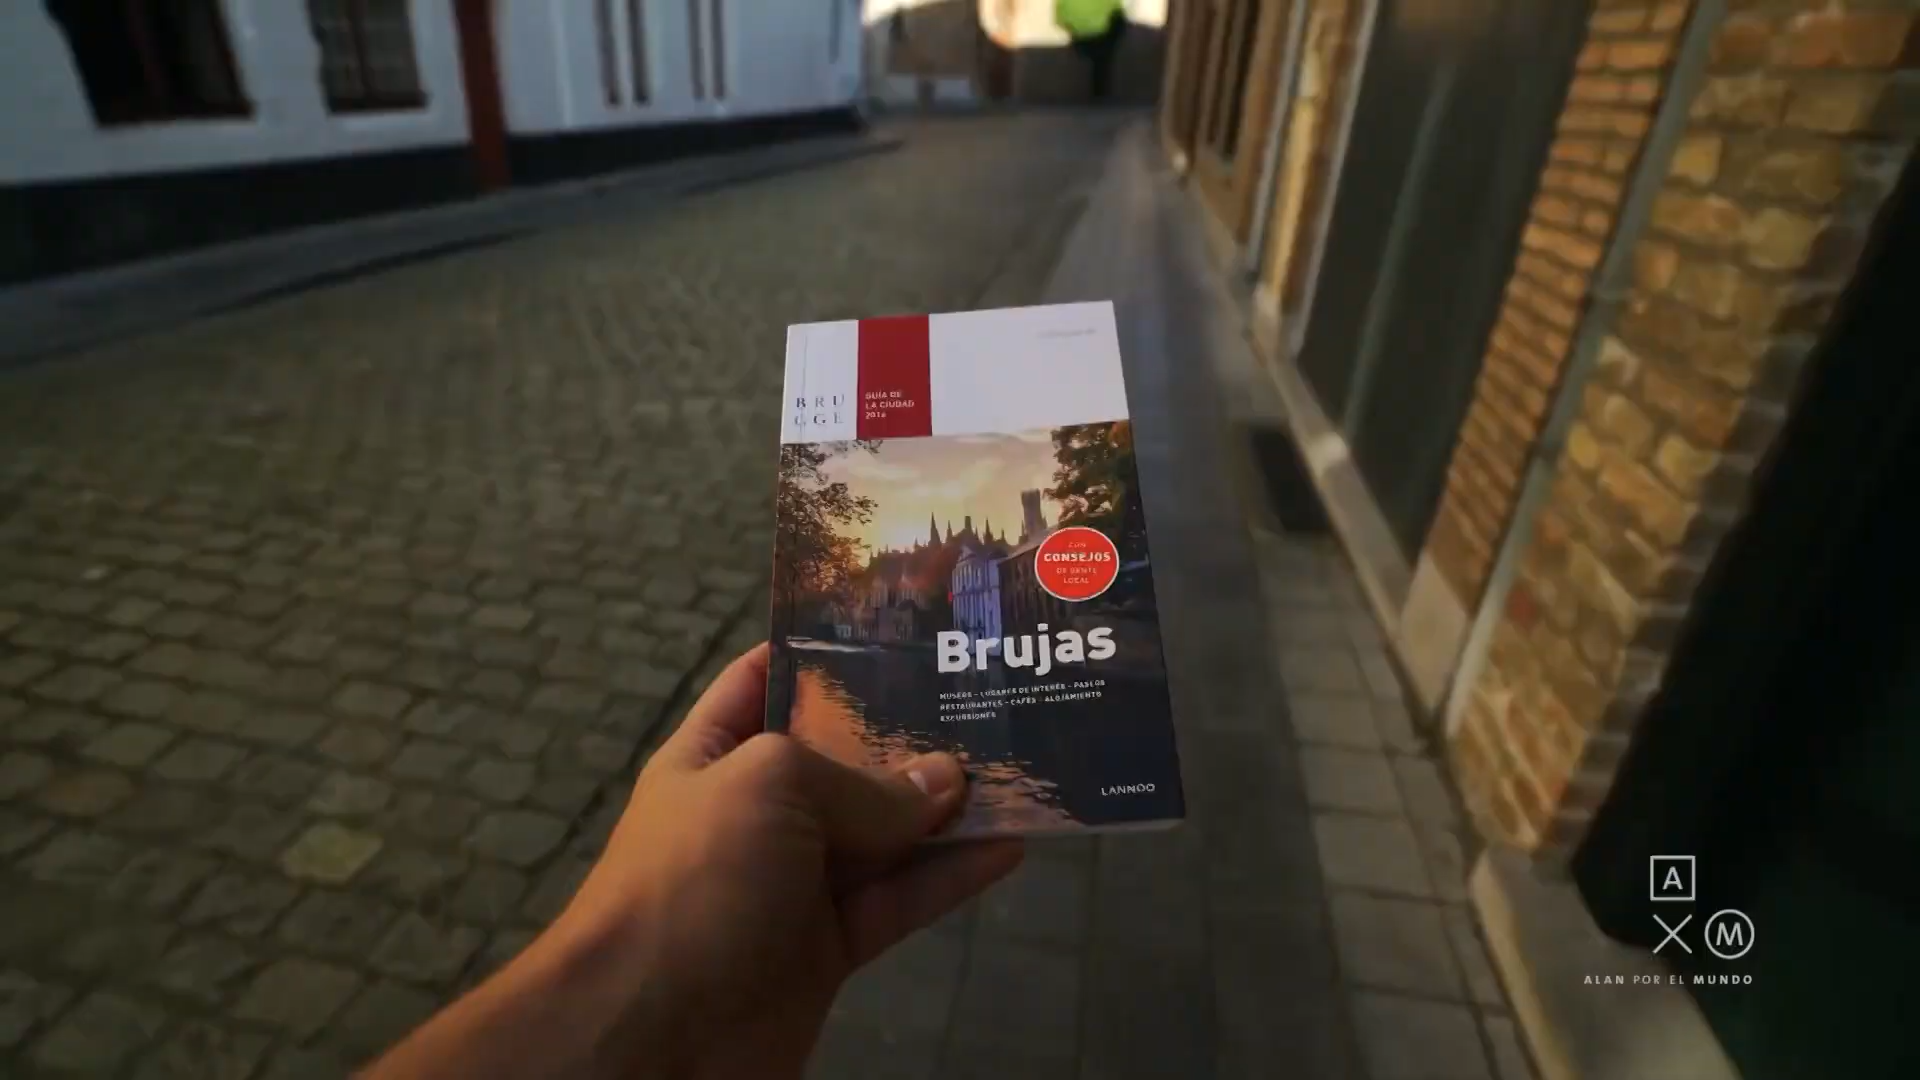 BRU
GGE
GUÍA DE
LA CIUDAD
2016
CON
CONSEJOS
DE GENTE
LOCAL
Brujas
MUSEOS - LUGARES DE INTERÉS - PASEOS
RESTAURANTES - CAFÉS - ALOJAMIENTO
EXCURSIONES
LANNOO
A
X M
ALAN POR EL MUNDO